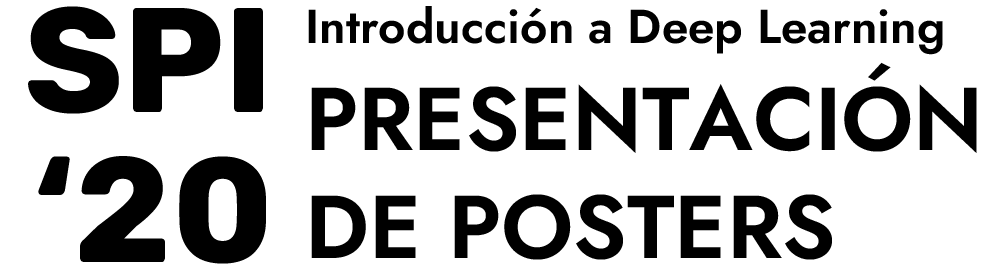 SPI
‘20
Introducción a Deep Learning
PRESENTACIÓN
DE POSTERS